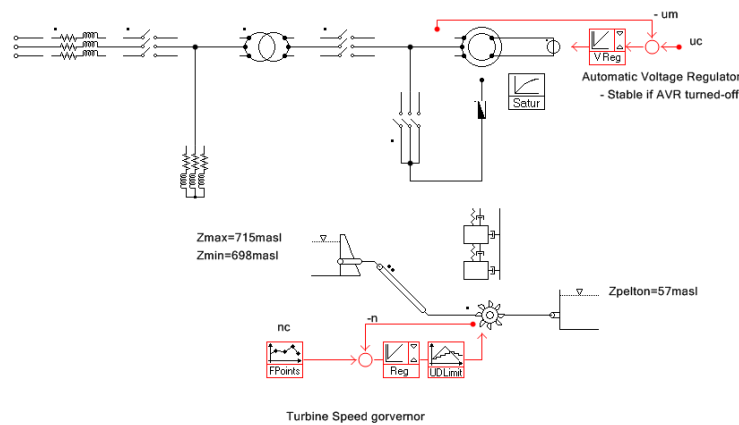 - um
uc
V Reg
Automatic Voltage Regulator
- Stable if AVR turned-off
Satur
Zmax=715masl
Zmin=698masl
Zpelton=57masl
nc
-n
FPoints
Reg
UDLimit
Turbine Speed gorvernor